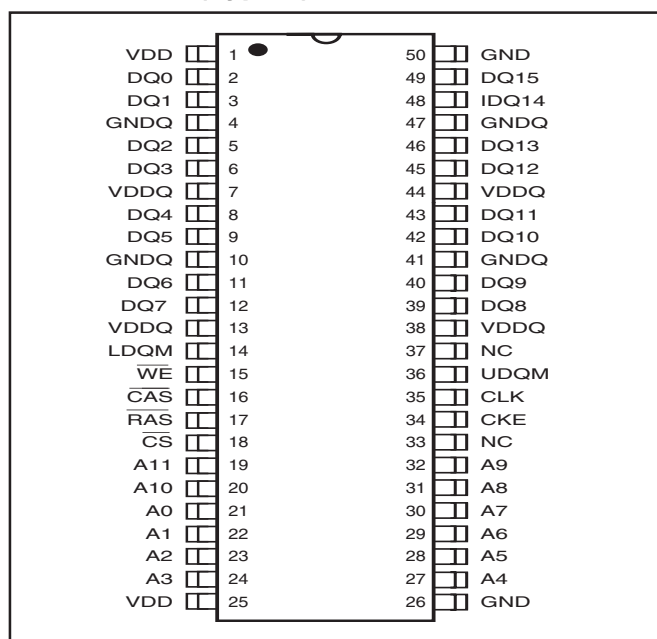 VDD 1 50 GND
DQ0 2 49 DQ15
DQ1 3 48 IDQ14
GNDQ 4 47 GNDQ
DQ2 5 46 DQ13
DQ3 6 45 DQ12
VDDQ 7 44 VDDQ
DQ4 8 43 DQ11
DQ5 9 42 DQ10
GNDQ 10 41 GNDQ
DQ6 11 40 DQ9
DQ7 12 39 DQ8
VDDQ 13 38 VDDQ
LDQM 14 37 NC
WE 15 36 UDQM
CAS 16 35 CLK
RAS 17 34 CKE
CS 18 33 NC
A11 19 32 A9
A10 20 31 A8
A0 21 30 A7
A1 22 29 A6
A2 23 28 A5
A3 24 27 A4
VDD 25 26 GND